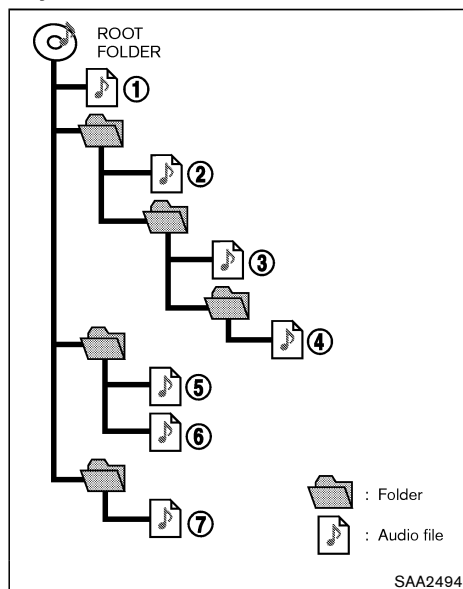 ROOT
FOLDER
①
②
③
④
⑤
⑥
⑦
: Folder
: Audio file
SAA2494